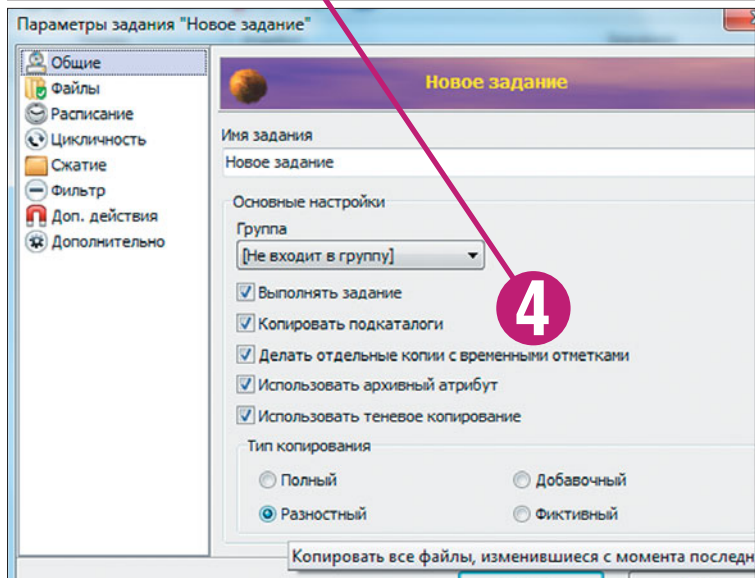 Параметры задания "Новое задание"
Общие
Файлы
Расписание
Цикличность
Сжатие
Фильтр
Доп. действия
Дополнительно
Новое задание
Имя задания
Новое задание
Основные настройки
Группа
[Не входит в группу]
Выполнять задание
4
Копировать подкаталоги
Делать отдельные копии с временными отметками
Использовать архивный атрибут
Использовать теневое копирование
Тип копирования
Полный
Добавочный
Разностный
Фиктивный
Копировать все файлы, изменившиеся с момента последн